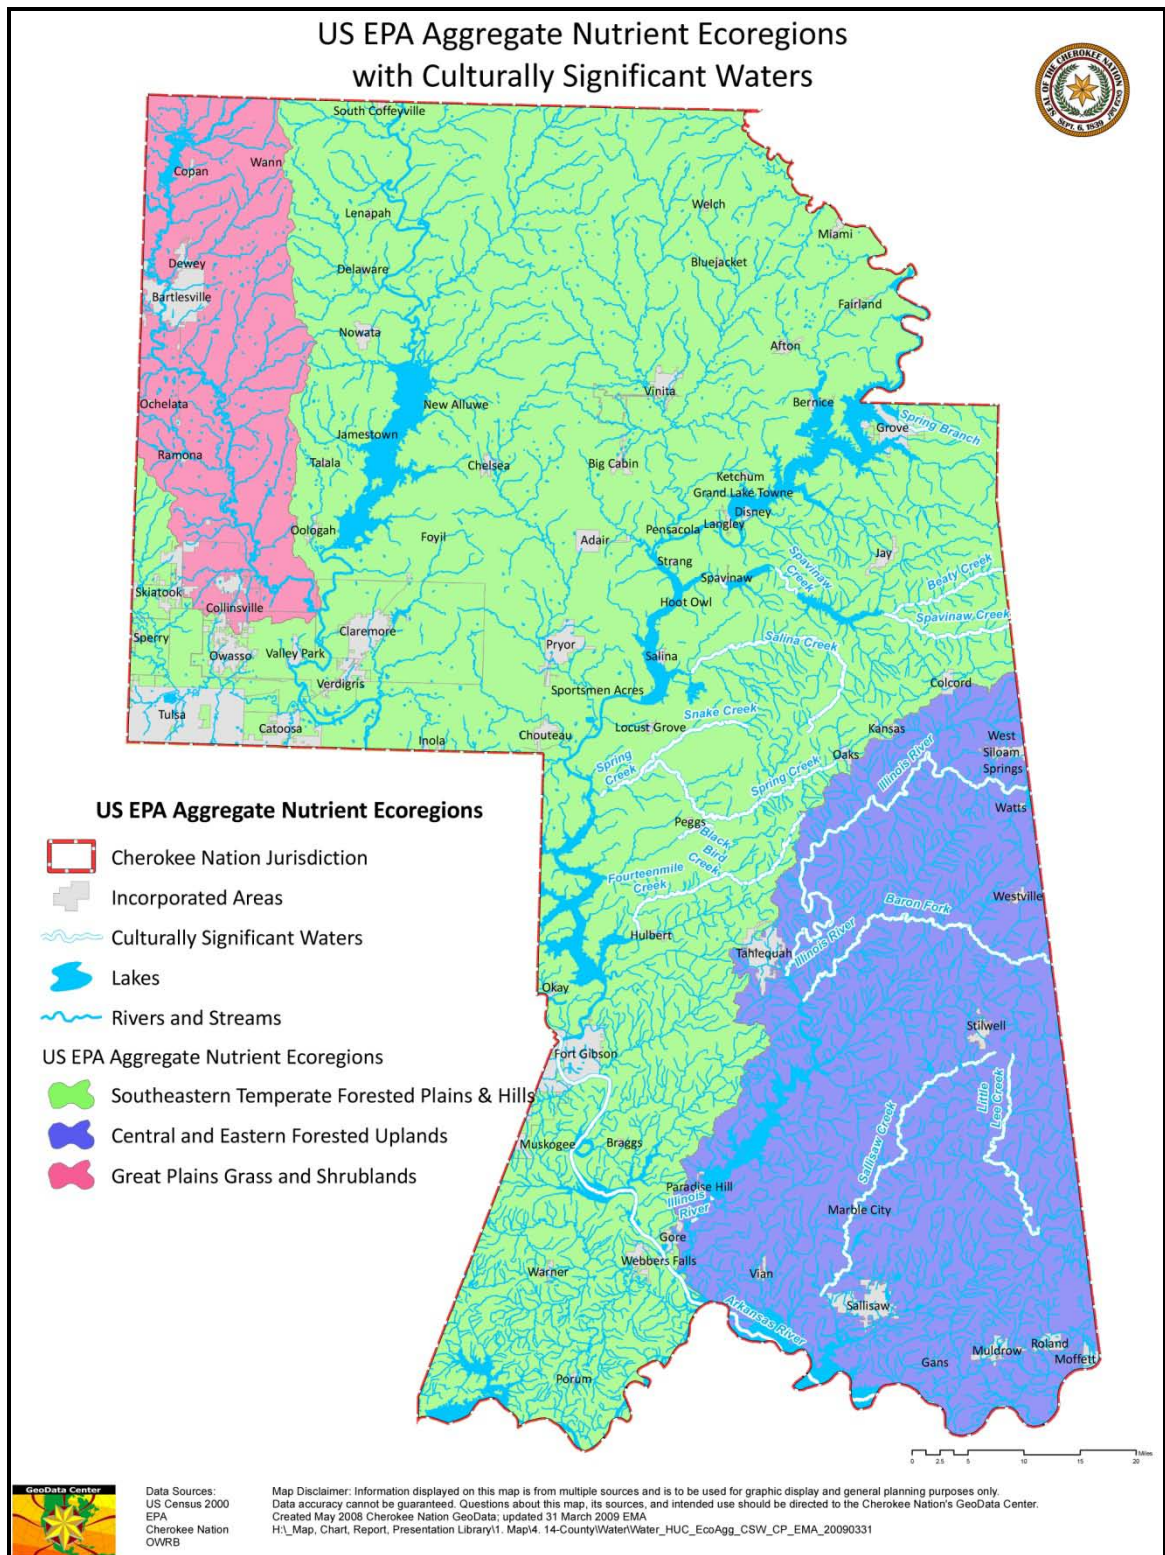 US EPA Aggregate Nutrient Ecoregions
with Culturally Significant Waters
SEAL OF THE CHEROKEE NATION
SEPT. 6, 1839
South Coffeyville
Wann
Copan
Lenapah
Welch
Miami
Dewey
Delaware
Bluejacket
Bartlesville
Fairland
Nowata
Afton
Vinita
Ochelata
New Alluwe
Bernice
Spring Branch
Grove
Jamestown
Ramona
Talala
Chelsea
Big Cabin
Ketchum
Grand Lake Towne
Disney
Langley
Pensacola
Oologah
Foyil
Adair
Strang
Jay
Spavinaw
Spavinaw
Creek
Beaty Creek
Skiatook
Collinsville
Hoot Owl
Spavinaw Creek
Sperry
Claremore
Owasso
Valley Park
Pryor
Salina
Salina Creek
Verdigris
Sportsmen Acres
Colcord
Tulsa
Catoosa
Inola
Chouteau
Locust Grove
Snake Creek
Kansas
West
Siloam
Springs
Spring
Creek
Spring Creek
Oaks
Illinois River
Watts
Peggs
Black
Bird
Creek
Fourteenmile
Creek
Westville
Baron Fork
Hulbert
Tahlequah
Illinois River
Okay
Stilwell
Fort Gibson
Little
Lee Creek
Sallisaw Creek
Muskogee
Braggs
Paradise Hill
Illinois
River
Marble City
Gore
Webbers Falls
Warner
Vian
Sallisaw
Arkansas River
Gans
Muldrow
Roland
Moffett
Porum
US EPA Aggregate Nutrient Ecoregions
Cherokee Nation Jurisdiction
Incorporated Areas
Culturally Significant Waters
Lakes
Rivers and Streams
US EPA Aggregate Nutrient Ecoregions
Southeastern Temperate Forested Plains & Hills
Central and Eastern Forested Uplands
Great Plains Grass and Shrublands
Miles
0 2.5 5 10 15 20
GeoData Center
Data Sources:
US Census 2000
EPA
Cherokee Nation
OWRB
Map Disclaimer: Information displayed on this map is from multiple sources and is to be used for graphic display and general planning purposes only.
Data accuracy cannot be guaranteed. Questions about this map, its sources, and intended use should be directed to the Cherokee Nation's GeoData Center.
Created May 2008 Cherokee Nation GeoData; updated 31 March 2009 EMA
H:\_Map, Chart, Report, Presentation Library\1. Map\4. 14-County\Water\Water_HUC_EcoAgg_CSW_CP_EMA_20090331